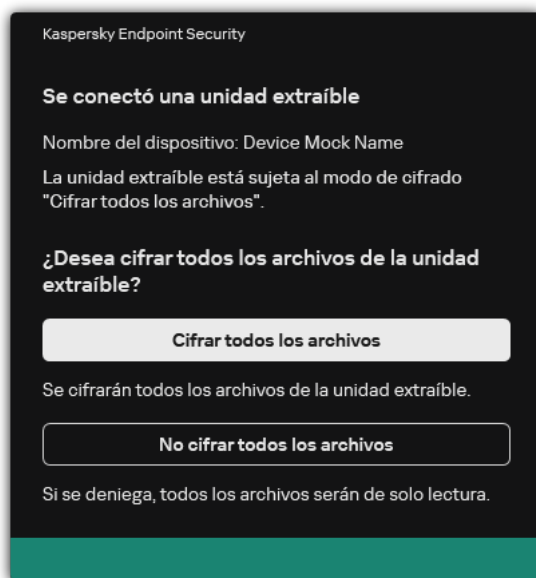 Kaspersky Endpoint Security
Se conectó una unidad extraíble
Nombre del dispositivo: Device Mock Name
La unidad extraíble está sujeta al modo de cifrado
"Cifrar todos los archivos".
¿Desea cifrar todos los archivos de la unidad
extraíble?
Cifrar todos los archivos
Se cifrarán todos los archivos de la unidad extraíble.
No cifrar todos los archivos
Si se deniega, todos los archivos serán de solo lectura.